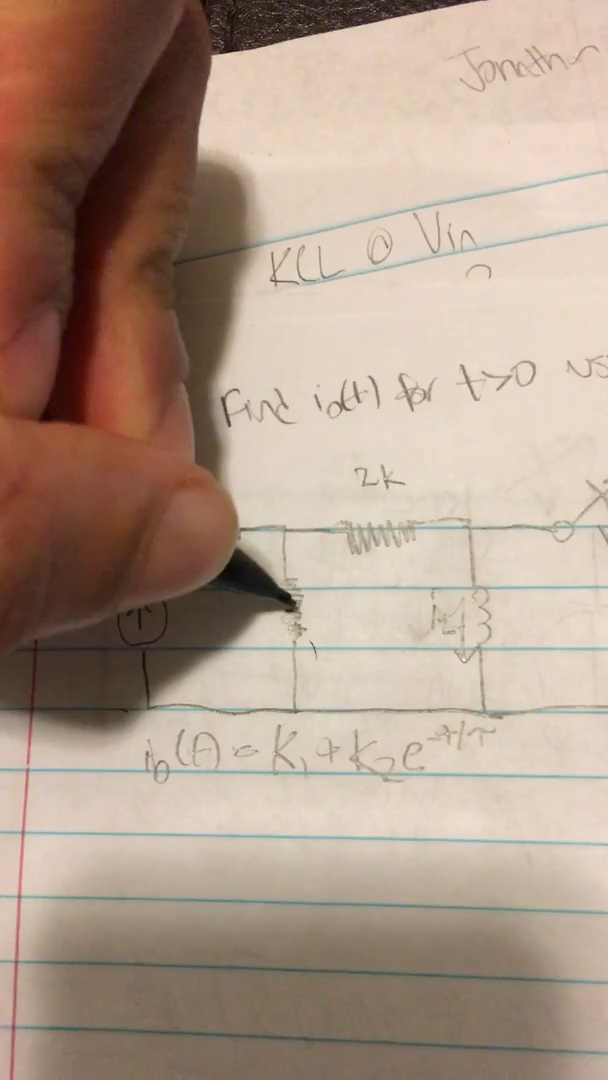 Jonathan
KCL @ Vin
Find io(t) for t>0
2k
io(t) = K1 + K2e^-t/τ